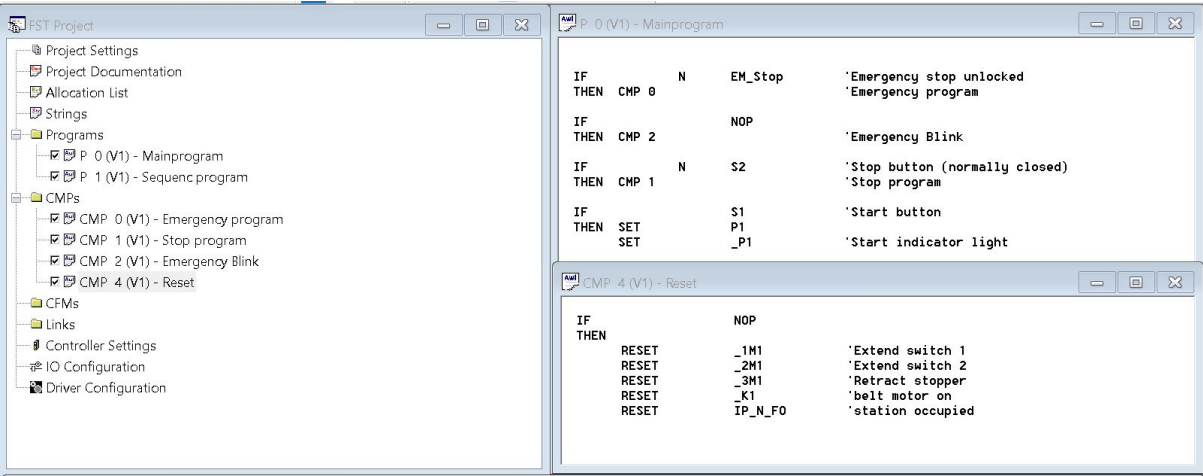 FST Project
Project Settings
Project Documentation
Allocation List
Strings
Programs
P 0 (V1) - Mainprogram
P 1 (V1) - Sequenc program
CMPs
CMP 0 (V1) - Emergency program
CMP 1 (V1) - Stop program
CMP 2 (V1) - Emergency Blink
CMP 4 (V1) - Reset
CFMs
Links
Controller Settings
IO Configuration
Driver Configuration
Awl P 0 (V1) - Mainprogram
IF N EM_Stop 'Emergency stop unlocked
THEN CMP 0 'Emergency program
IF NOP
THEN CMP 2 'Emergency Blink
IF N S2 'Stop button (normally closed)
THEN CMP 1 'Stop program
IF S1 'Start button
THEN SET P1
SET _P1 'Start indicator light
Awl CMP 4 (V1) - Reset
IF NOP
THEN
RESET _1M1 'Extend switch 1
RESET _2M1 'Extend switch 2
RESET _3M1 'Retract stopper
RESET _K1 'belt motor on
RESET IP_N_FO 'station occupied